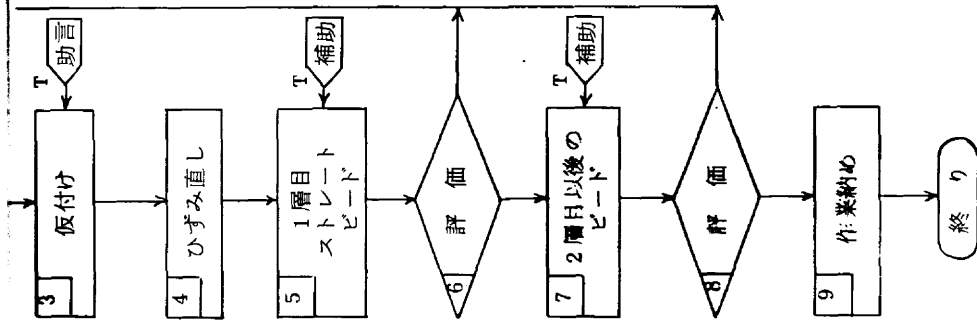 助言
T
3
仮付け
4
ひずみ直し
補助
T
5
1層目
ストレート
ビード
6
評価
補助
T
7
2層目以後の
ビード
8
評価
9
作業納め
終り